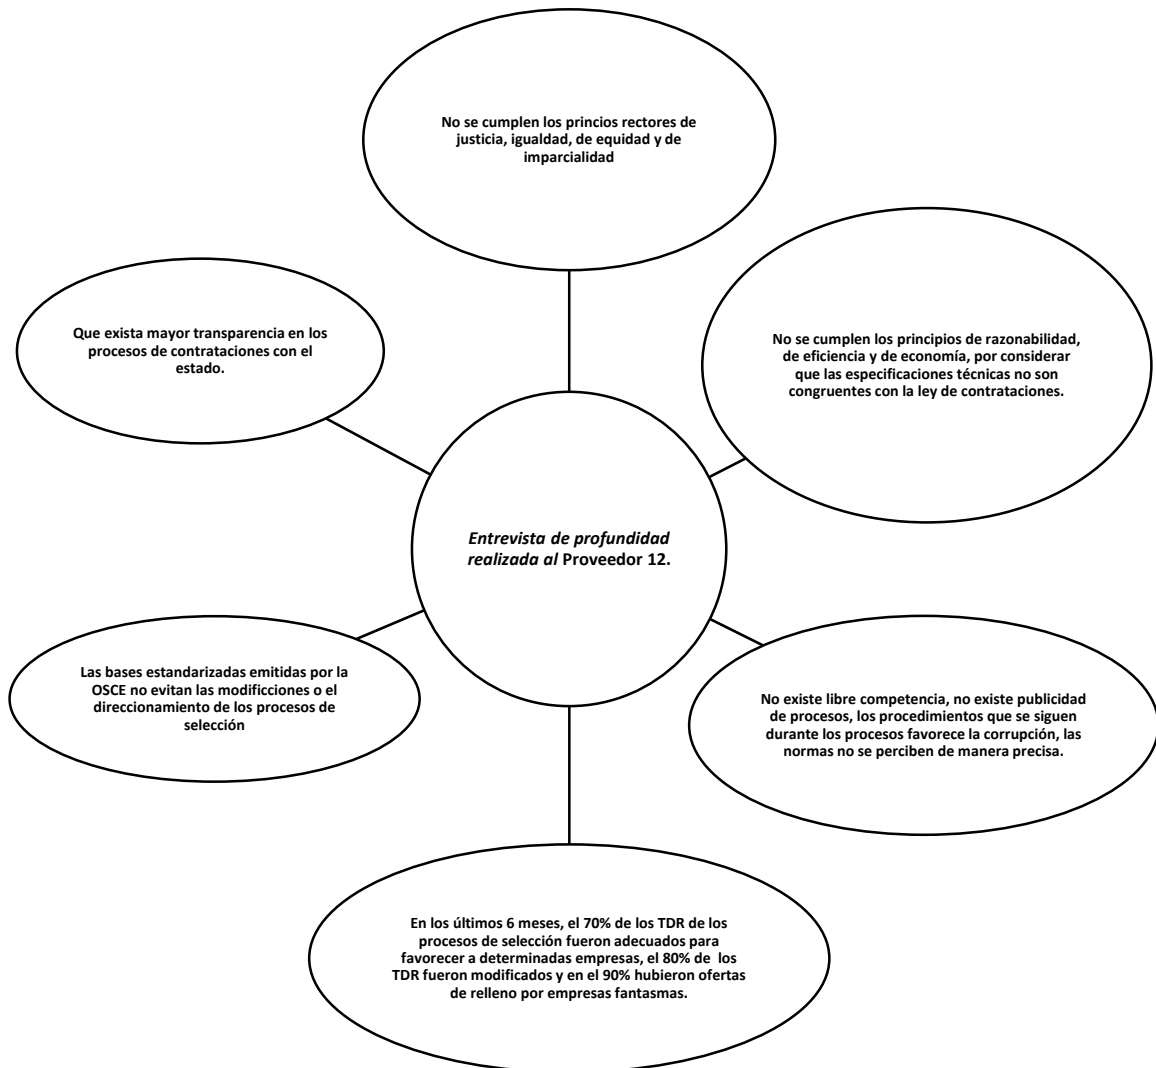 No se cumplen los princios rectores de
justicia, igualdad, de equidad y de
imparcialidad
Que exista mayor transparencia en los
procesos de contrataciones con el
estado.
No se cumplen los principios de razonabilidad,
de eficiencia y de economía, por considerar
que las especificaciones técnicas no son
congruentes con la ley de contrataciones.
Entrevista de profundidad
realizada al Proveedor 12.
Las bases estandarizadas emitidas por la
OSCE no evitan las modificciones o el
direccionamiento de los procesos de
selección
No existe libre competencia, no existe publicidad
de procesos, los procedimientos que se siguen
durante los procesos favorece la corrupción, las
normas no se perciben de manera precisa.
En los últimos 6 meses, el 70% de los TDR de los
procesos de selección fueron adecuados para
favorecer a determinadas empresas, el 80% de los
TDR fueron modificados y en el 90% hubieron ofertas
de relleno por empresas fantasmas.